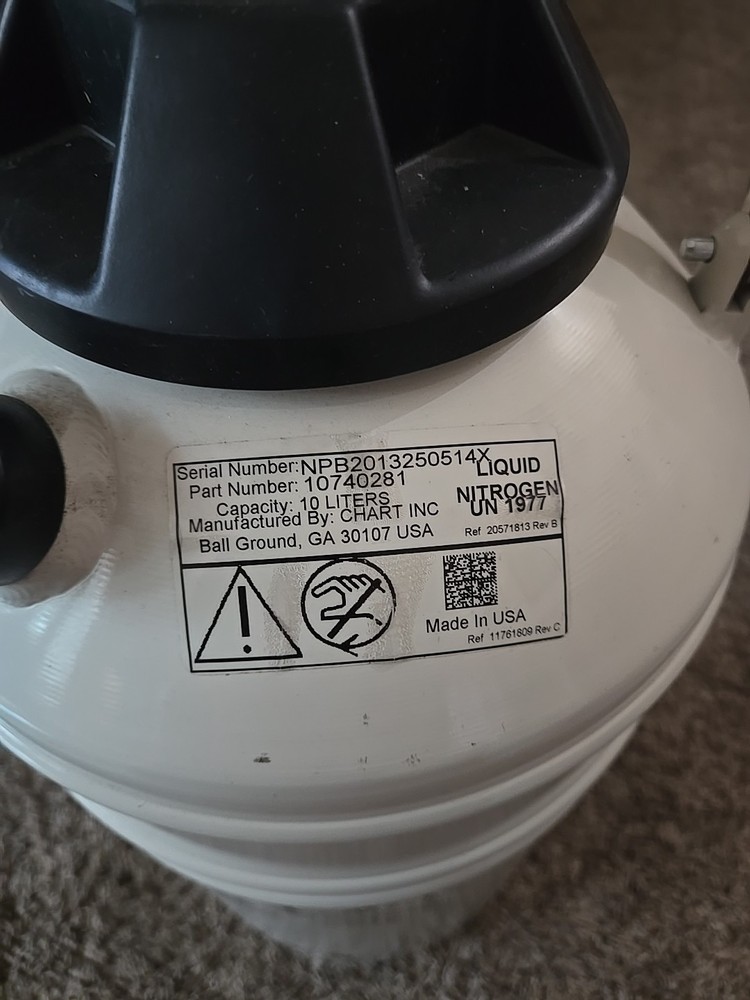 Serial Number: NPB2013250514X
Part Number: 10740281
Capacity: 10 LITERS
Manufactured By: CHART INC
Ball Ground, GA 30107 USA
LIQUID
NITROGEN
UN 1977
Ref 20571813 Rev B
Made In USA
Ref 11761809 Rev C